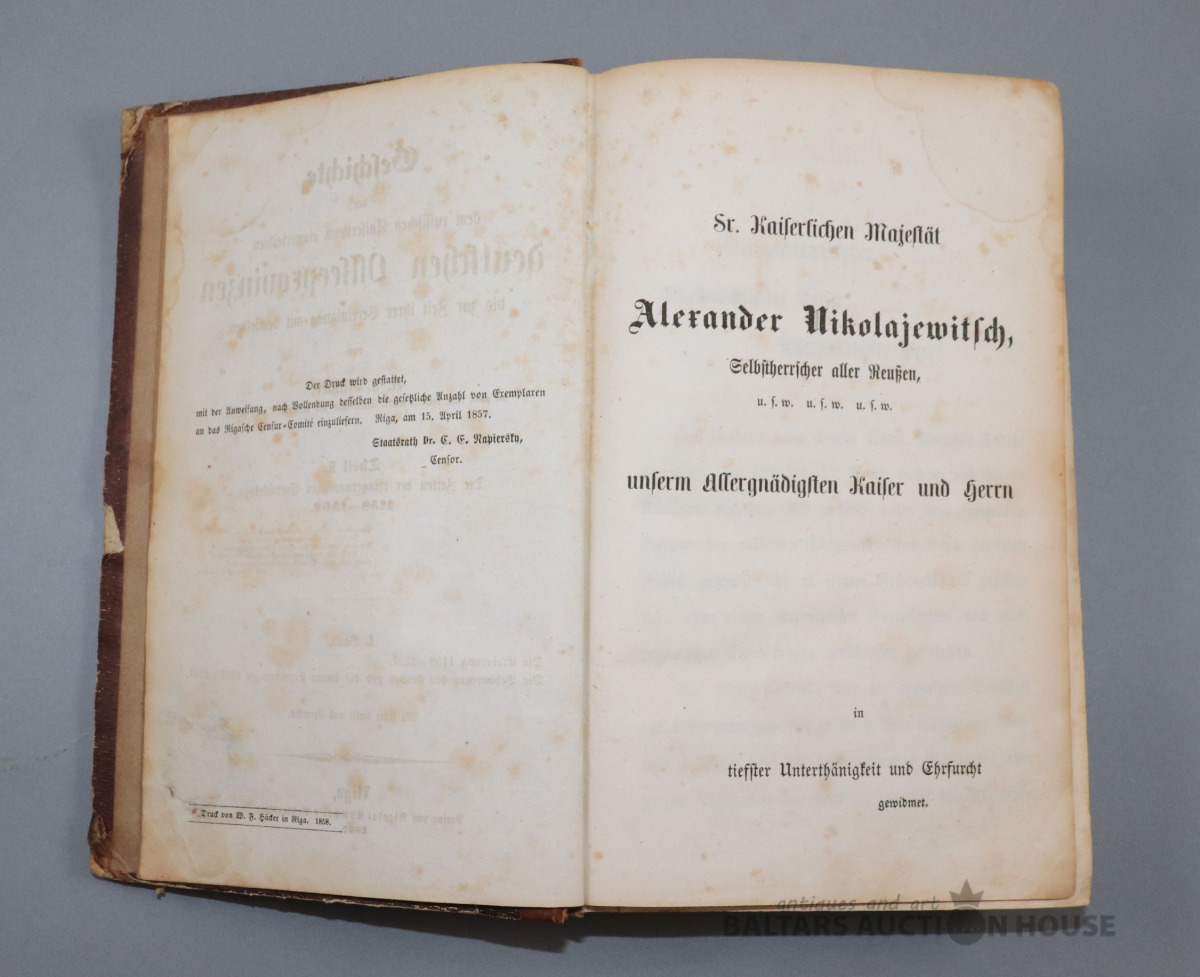 Der Druck wird gestattet,
mit der Anweisung, nach Vollendung desselben die gesetzliche Anzahl von Exemplaren
an das Rigasche Censur-Comité einzuliefern. Riga, am 15. April 1857.
Staatsrath Dr. C. E. Napiersky,
Censor.
Druck von W. F. Häcker in Riga. 1858.
Sr. Kaiserlichen Majestät
Alexander Nikolajewitsch,
Selbstherrscher aller Reußen,
u. s. w. u. s. w. u. s. w.
unserm Allergnädigsten Kaiser und Herrn
in
tiefster Unterthänigkeit und Ehrfurcht
gewidmet.
antiques and art
BALTARS AUCTION HOUSE